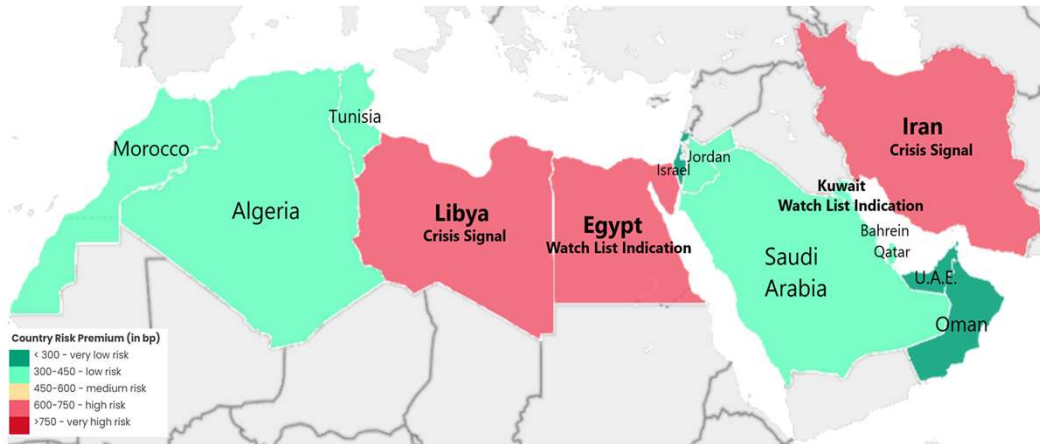 Tunisia
Morocco
Algeria
Libya
Crisis Signal
Egypt
Watch List Indication
Israel
Jordan
Iran
Crisis Signal
Kuwait
Watch List Indication
Bahrain
Qatar
Saudi
Arabia
U.A.E.
Oman
Country Risk Premium (in bp)
< 300 - very low risk
300-450 - low risk
450-600 - medium risk
600-750 - high risk
>750 - very high risk